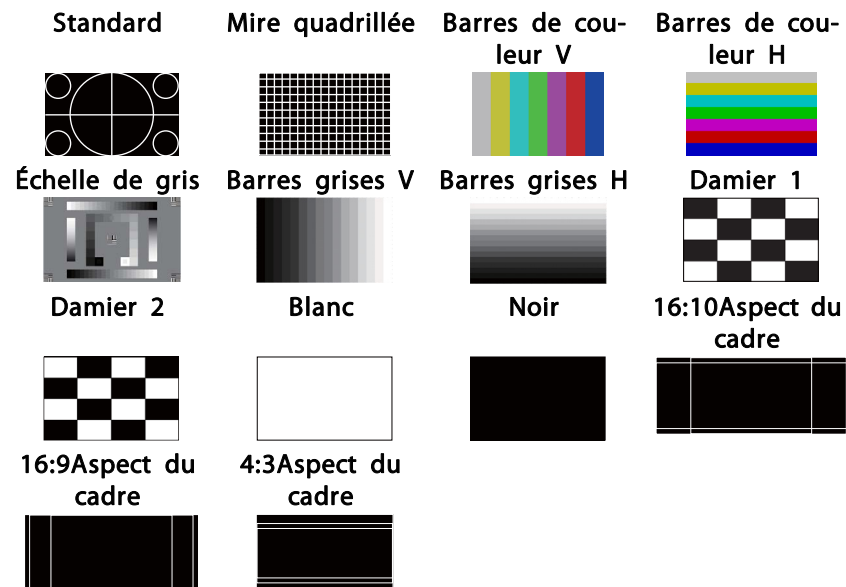 Standard
Mire quadrillée
Barres de cou-
leur V
Barres de cou-
leur H
Échelle de gris
Barres grises V
Barres grises H
Damier 1
Damier 2
Blanc
Noir
16:10Aspect du
cadre
16:9Aspect du
cadre
4:3Aspect du
cadre